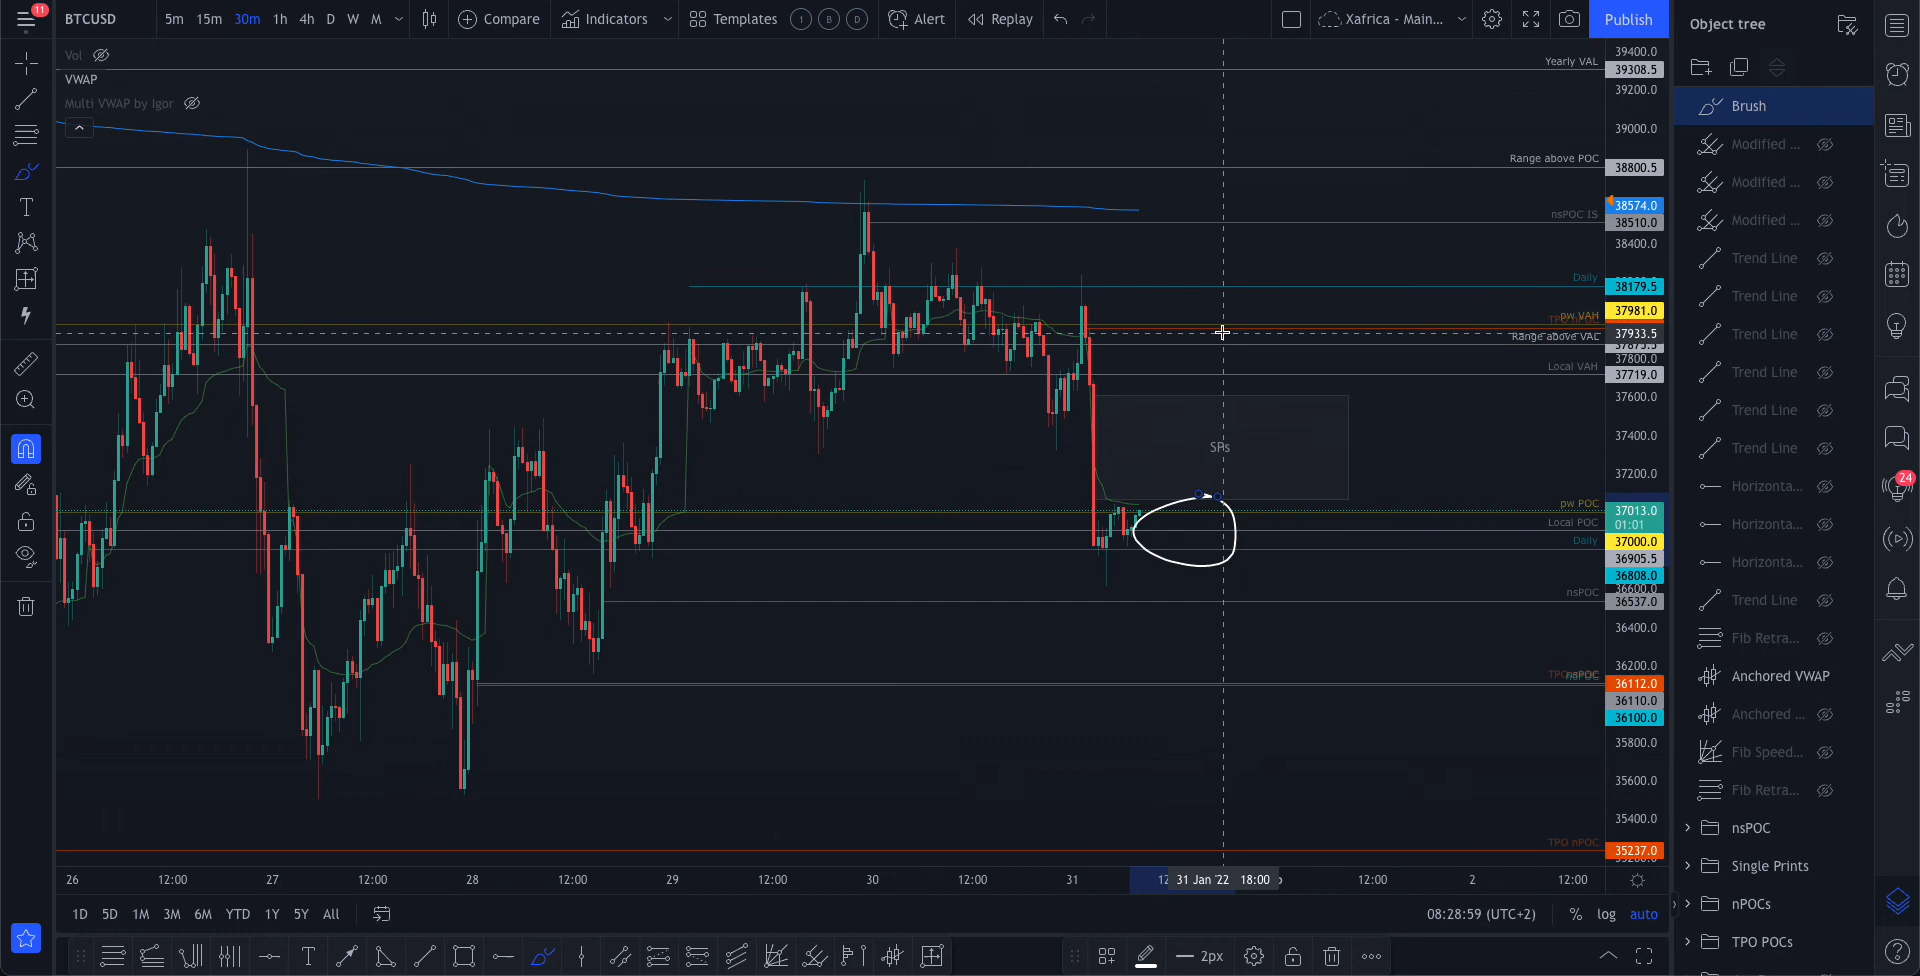 11
BTCUSD
5m 15m 30m 1h 4h D W M
Compare
Indicators
Templates
1 B D
Alert
Replay
Xafrica - Main...
Publish
Object tree
Vol
VWAP
Multi VWAP by Igor
Yearly VAL
Range above POC
nsPOC IS
Daily
pw VAH
Range above VAL
Local VAH
SPs
pw POC
Local POC
Daily
nsPOC
TPO nPOC
39400.0
39308.5
39200.0
39000.0
38800.5
38574.0
38510.0
38400.0
38179.5
37981.0
37933.5
37800.0
37719.0
37600.0
37400.0
37200.0
37013.0
01:01
37000.0
36905.5
36808.0
36600.0
36537.0
36400.0
36200.0
36112.0
36110.0
36100.0
35800.0
35600.0
35400.0
35237.0
26 12:00 27 12:00 28 12:00 29 12:00 30 12:00 31 31 Jan '22 18:00 12:00 2 12:00
1D 5D 1M 3M 6M YTD 1Y 5Y All
08:28:59 (UTC+2) % log auto
2px
Brush
Modified ...
Modified ...
Modified ...
Trend Line
Trend Line
Trend Line
Trend Line
Trend Line
Trend Line
Horizonta...
Horizonta...
Horizonta...
Trend Line
Fib Retra...
Anchored VWAP
Anchored ...
Fib Speed...
Fib Retra...
nsPOC
Single Prints
nPOCs
TPO POCs
24